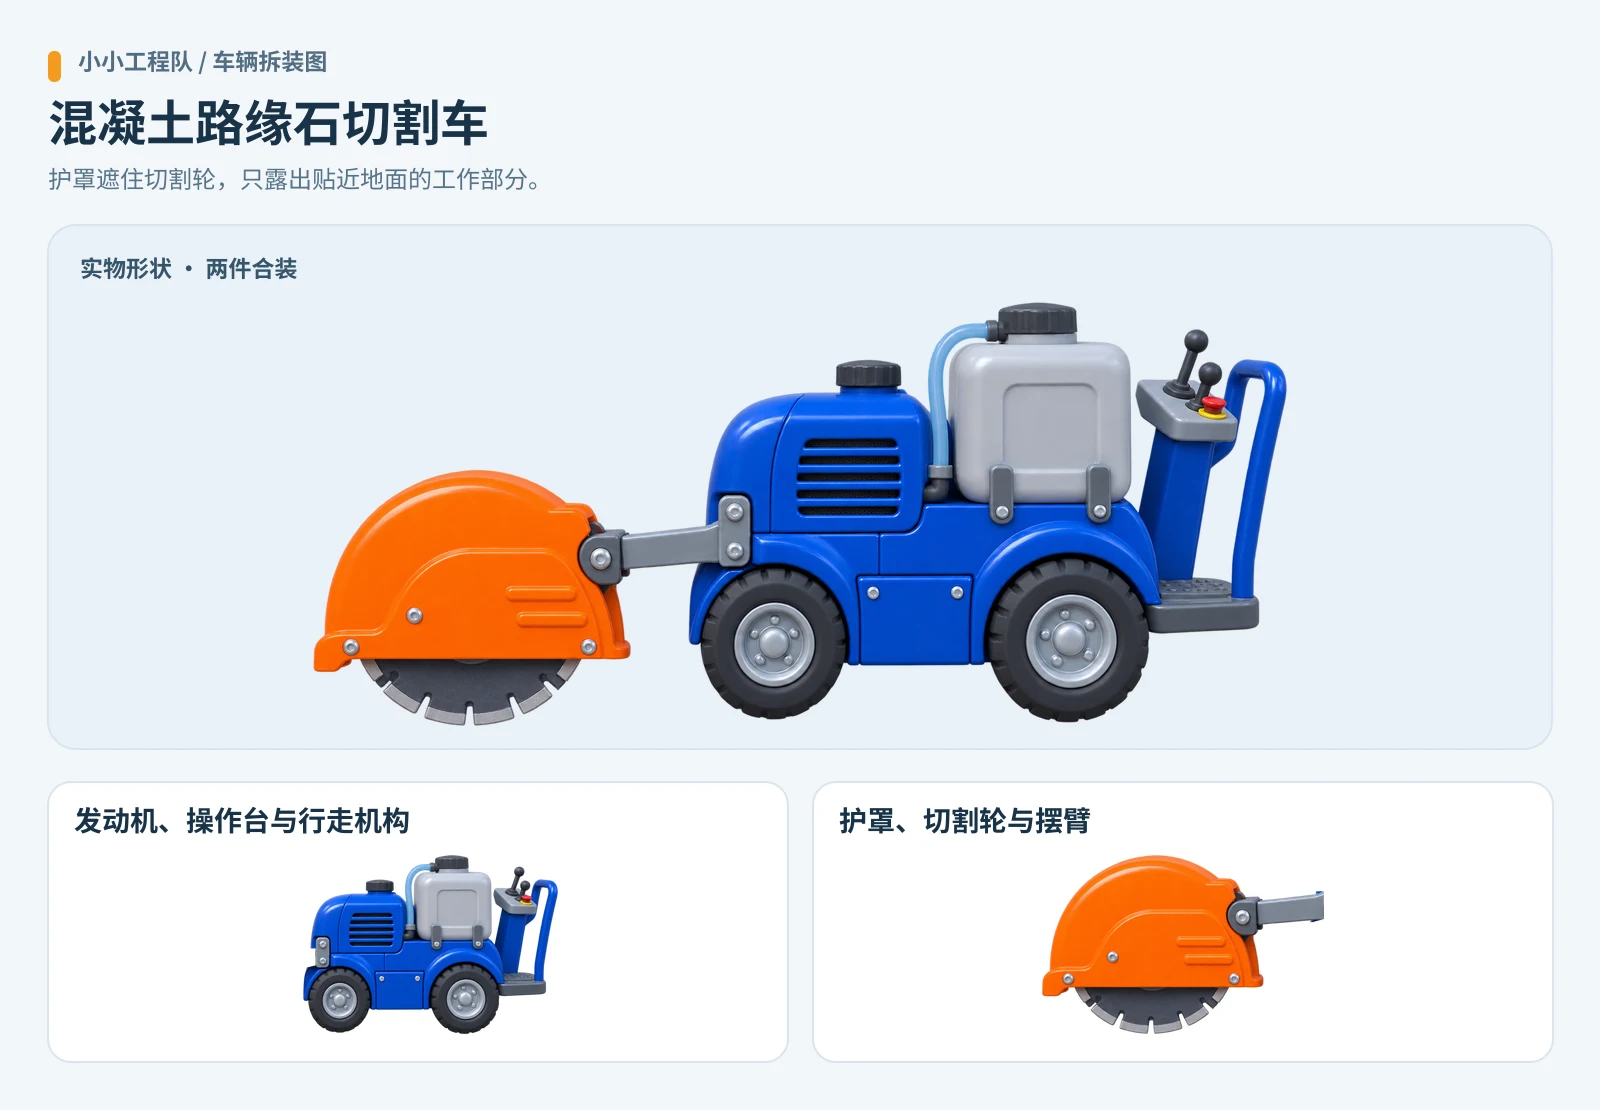 小小工程队 / 车辆拆装图
混凝土路缘石切割车
护罩遮住切割轮，只露出贴近地面的工作部分。
实物形状 · 两件合装
发动机、操作台与行走机构
护罩、切割轮与摆臂